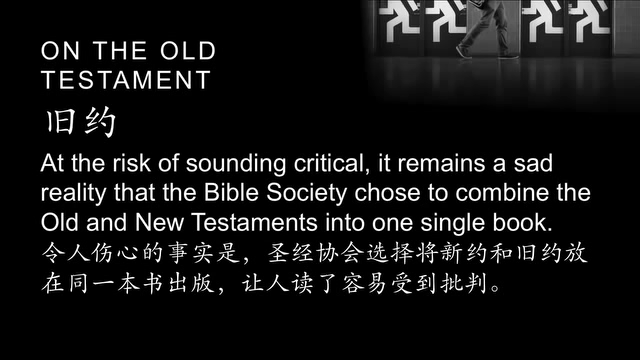 ON THE OLD
TESTAMENT
旧约
At the risk of sounding critical, it remains a sad
reality that the Bible Society chose to combine the
Old and New Testaments into one single book.
令人伤心的事实是，圣经协会选择将新约和旧约放
在同一本书出版，让人读了容易受到批判。